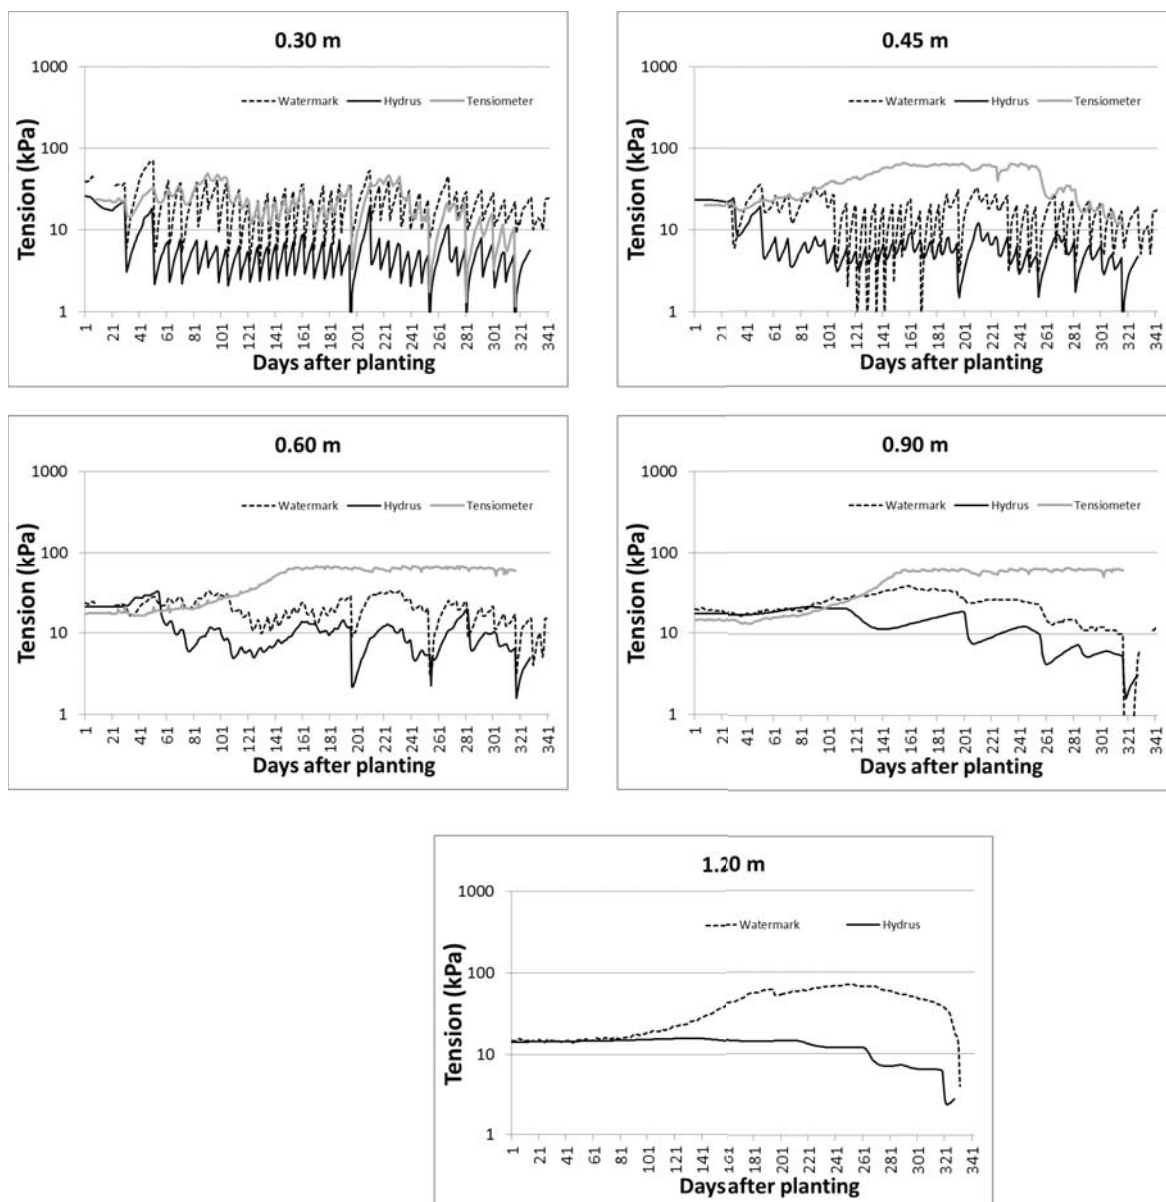 0.30 m
1000
100
10
1
Tension (kPa)
Watermark Hydrus Tensiometer
1 21 41 61 81 101 121 141 161 181 201 221 241 261 281 301 321 341
Days after planting
0.45 m
1000
100
10
1
Tension (kPa)
Watermark Hydrus Tensiometer
1 21 41 61 81 101 121 141 161 181 201 221 241 261 281 301 321 341
Days after planting
0.60 m
1000
100
10
1
Tension (kPa)
Watermark Hydrus Tensiometer
1 21 41 61 81 101 121 141 161 181 201 221 241 261 281 301 321 341
Days after planting
0.90 m
1000
100
10
1
Tension (kPa)
Watermark Hydrus Tensiometer
1 21 41 61 81 101 121 141 161 181 201 221 241 261 281 301 321 341
Days after planting
1.20 m
1000
100
10
1
Tension (kPa)
Watermark Hydrus
1 21 41 61 81 101 121 141 161 181 201 221 241 261 281 301 321 341
Days after planting